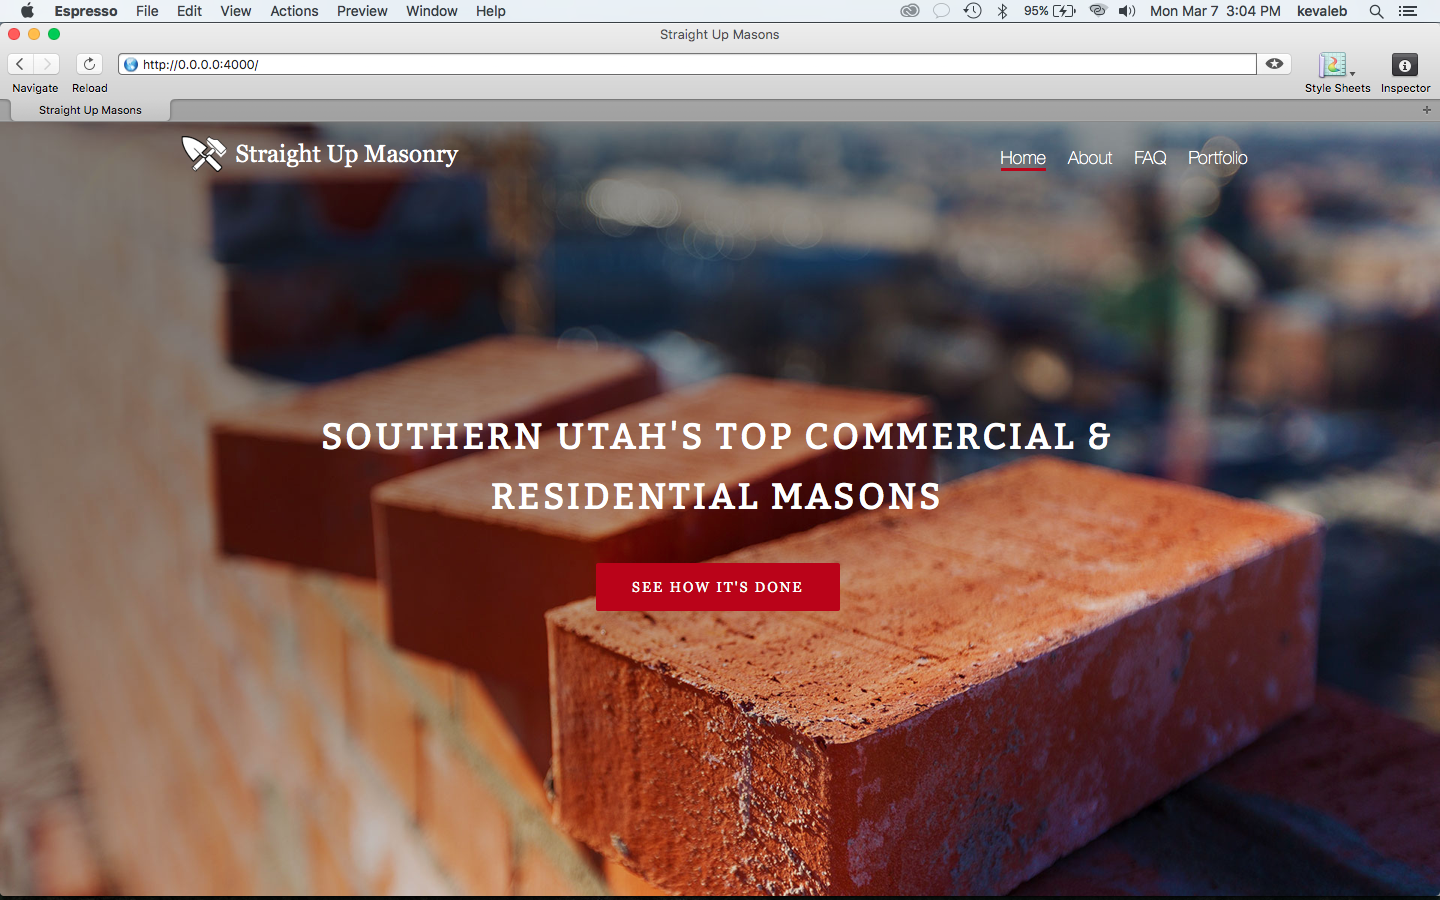 Espresso File Edit View Actions Preview Window Help 95% Mon Mar 7 3:04 PM kevaleb
Straight Up Masons
http://0.0.0.0:4000/
Navigate Reload Style Sheets Inspector
Straight Up Masons
Straight Up Masonry
Home About FAQ Portfolio
SOUTHERN UTAH'S TOP COMMERCIAL &
RESIDENTIAL MASONS
SEE HOW IT'S DONE